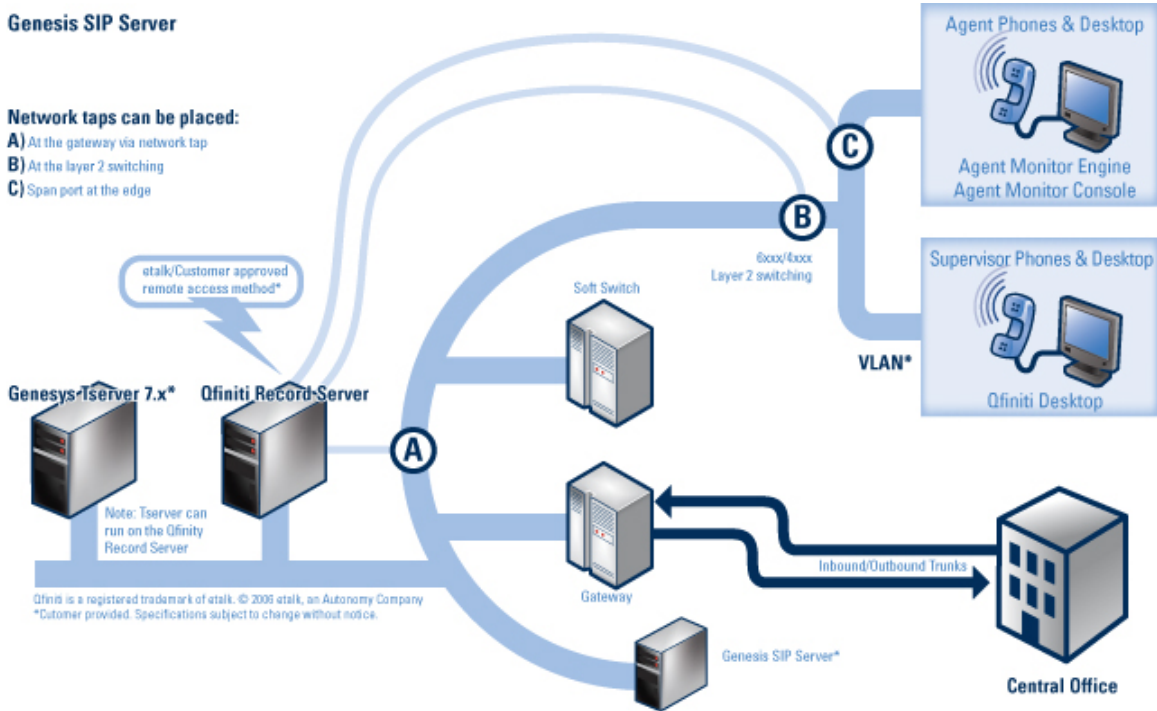 Genesis SIP Server
Network taps can be placed:
A) At the gateway via network tap
B) At the layer 2 switching
C) Span port at the edge
etalk/Customer approved
remote access method*
Genesys Tserver 7.x*
Qfiniti Record Server
Note: Tserver can
run on the Qfinity
Record Server
A
B
C
6xxx/4xxx
Layer 2 switching
Soft Switch
Gateway
Genesis SIP Server*
Agent Phones & Desktop
Agent Monitor Engine
Agent Monitor Console
Supervisor Phones & Desktop
Qfiniti Desktop
VLAN*
Inbound/Outbound Trunks
Central Office
Qfiniti is a registered trademark of etalk. © 2006 etalk, an Autonomy Company
*Cutomer provided. Specifications subject to change without notice.